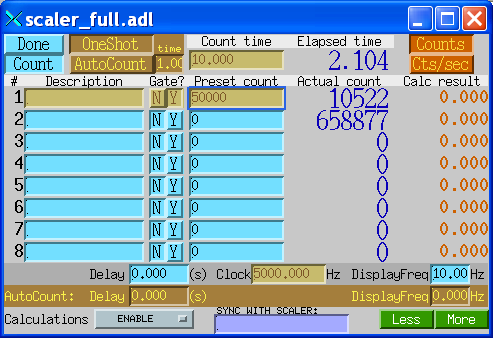 scaler_full.adl
Done OneShot time Count time Elapsed time Counts
Count AutoCount 1.00 10.000 2.104 Cts/sec
# Description Gate? Preset count Actual count Calc result
1 N Y 50000 10522 0.000
2 N Y 0 658877 0.000
3 N Y 0 0 0.000
4 N Y 0 0 0.000
5 N Y 0 0 0.000
6 N Y 0 0 0.000
7 N Y 0 0 0.000
8 N Y 0 0 0.000
Delay 0.000 (s) Clock 5000.000 Hz DisplayFreq 10.00 Hz
AutoCount: Delay 0.000 (s) DisplayFreq 0.000 Hz
Calculations ENABLE SYNC WITH SCALER: Less More